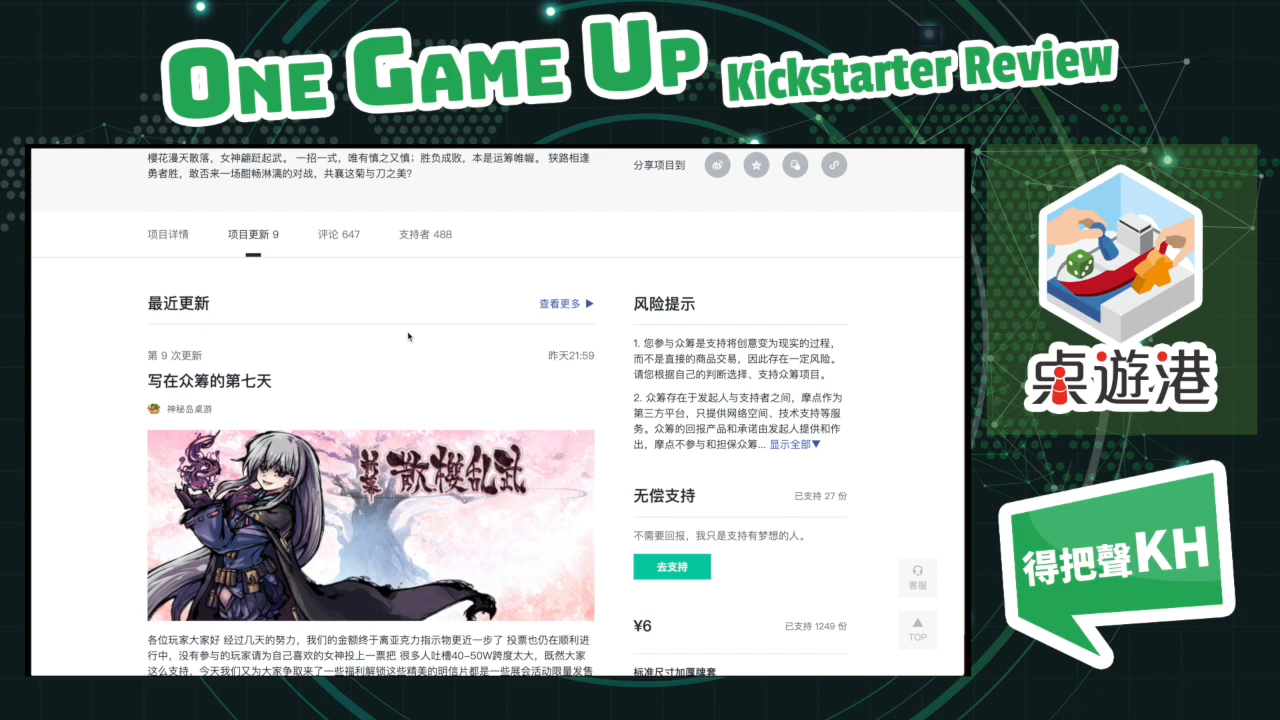 ONE GAME UP Kickstarter Review
樱花漫天散落，女神翩跹起武。 一招一式，唯有慎之又慎；胜负成败，本是运筹帷幄。 狭路相逢
勇者胜，敢否来一场酣畅淋漓的对战，共襄这菊与刀之美?
分享项目到
项目详情 项目更新 9 评论 647 支持者 488
最近更新
查看更多 ▶
第 9 次更新
昨天21:59
写在众筹的第七天
神秘岛桌游
散樱乱武
各位玩家大家好 经过几天的努力，我们的金额终于离亚克力指示物更近一步了 投票也仍在顺利进
行中，没有参与的玩家请为自己喜欢的女神投上一票把 很多人吐槽40-50W跨度太大，既然大家
这么支持，今天我们又为大家争取来了一些福利解锁这些精美的明信片都是一些展会活动限量发售
风险提示
1. 您参与众筹是支持将创意变为现实的过程，
而不是直接的商品交易，因此存在一定风险。
请您根据自己的判断选择、支持众筹项目。
2. 众筹存在于发起人与支持者之间，摩点作为
第三方平台，只提供网络空间、技术支持等服
务。众筹的回报产品和承诺由发起人提供和作
出，摩点不参与和担保众筹... 显示全部▼
无偿支持
已支持 27 份
不需要回报，我只是支持有梦想的人。
去支持
¥6
已支持 1249 份
标准尺寸加厚牌套
客服
TOP
桌遊港
得把聲KH